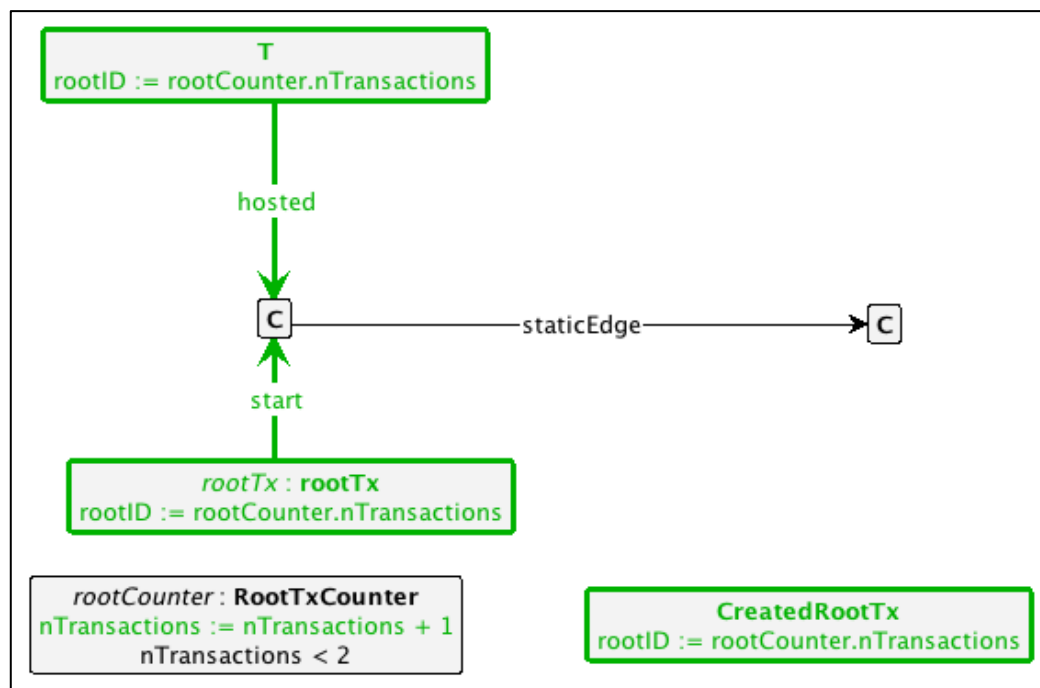 T
rootID := rootCounter.nTransactions
hosted
C
staticEdge
C
start
rootTx : rootTx
rootID := rootCounter.nTransactions
rootCounter : RootTxCounter
nTransactions := nTransactions + 1
nTransactions < 2
CreatedRootTx
rootID := rootCounter.nTransactions